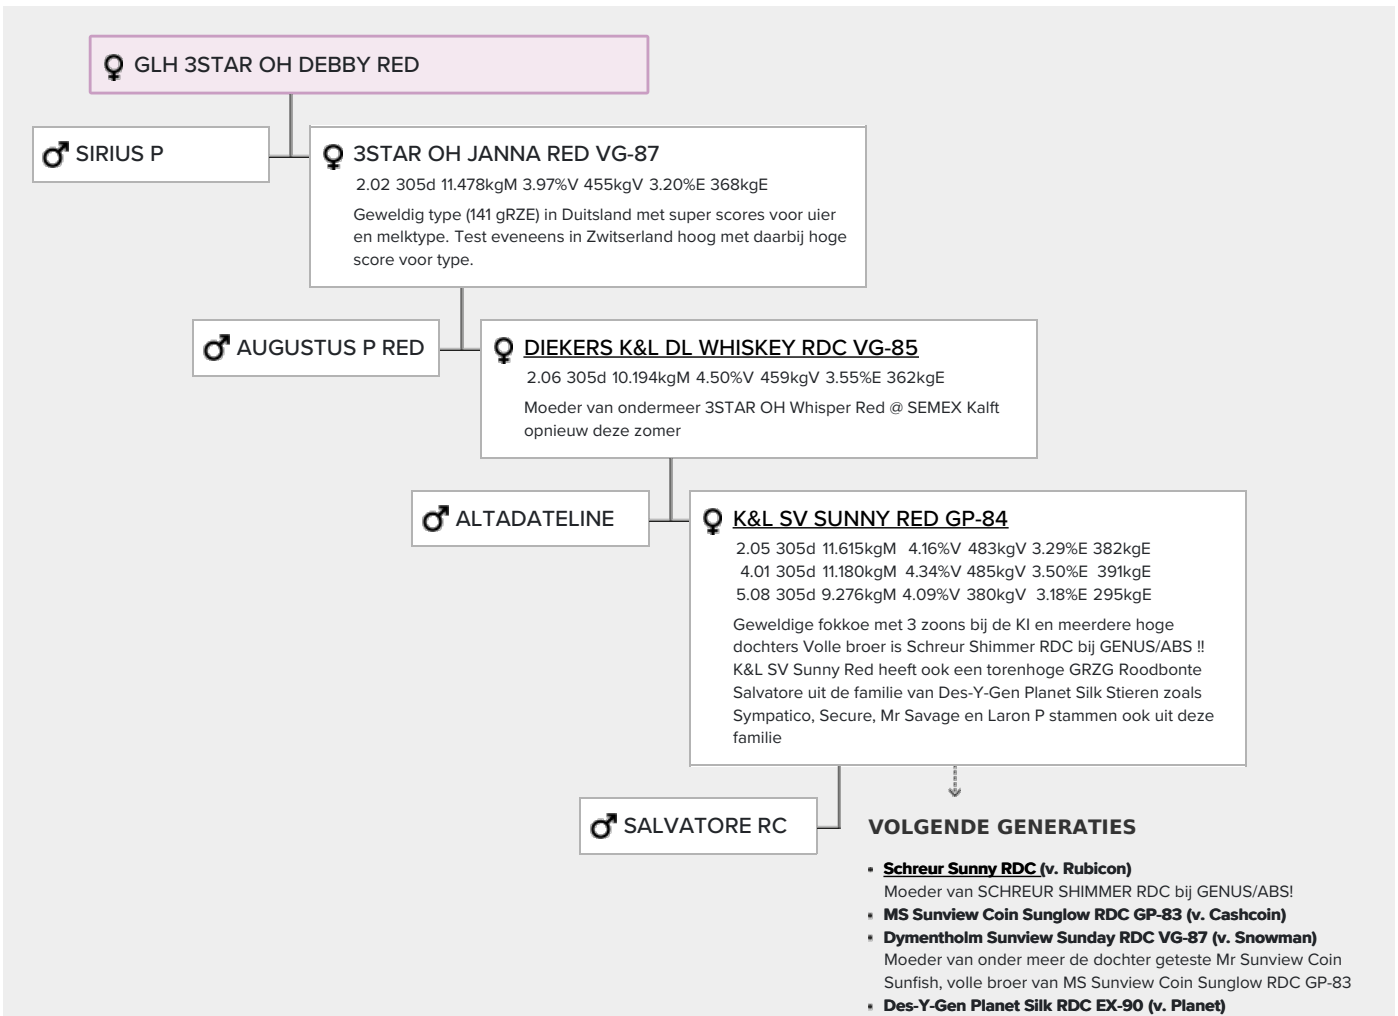 GLH 3STAR OH DEBBY RED
SIRIUS P
3STAR OH JANNA RED VG-87
2.02 305d 11.478kgM 3.97%V 455kgV 3.20%E 368kgE
Geweldig type (141 gRZE) in Duitsland met super scores voor uier
en melktype. Test eveneens in Zwitserland hoog met daarbij hoge
score voor type.
AUGUSTUS P RED
DIEKERS K&L DL WHISKEY RDC VG-85
2.06 305d 10.194kgM 4.50%V 459kgV 3.55%E 362kgE
Moeder van ondermeer 3STAR OH Whisper Red @ SEMEX Kalft
opnieuw deze zomer
ALTADATELINE
K&L SV SUNNY RED GP-84
2.05 305d 11.615kgM 4.16%V 483kgV 3.29%E 382kgE
4.01 305d 11.180kgM 4.34%V 485kgV 3.50%E 391kgE
5.08 305d 9.276kgM 4.09%V 380kgV 3.18%E 295kgE
Geweldige fokkoe met 3 zoons bij de KI en meerdere hoge
dochters Volle broer is Schreur Shimmer RDC bij GENUS/ABS !!
K&L SV Sunny Red heeft ook een torenhoge GRZG Roodbonte
Salvatore uit de familie van Des-Y-Gen Planet Silk Stieren zoals
Sympatico, Secure, Mr Savage en Laron P stammen ook uit deze
familie
SALVATORE RC
VOLGENDE GENERATIES
▪ Schreur Sunny RDC (v. Rubicon)
Moeder van SCHREUR SHIMMER RDC bij GENUS/ABS!
▪ MS Sunview Coin Sunglow RDC GP-83 (v. Cashcoin)
▪ Dymentholm Sunview Sunday RDC VG-87 (v. Snowman)
Moeder van onder meer de dochter geteste Mr Sunview Coin
Sunfish, volle broer van MS Sunview Coin Sunglow RDC GP-83
▪ Des-Y-Gen Planet Silk RDC EX-90 (v. Planet)